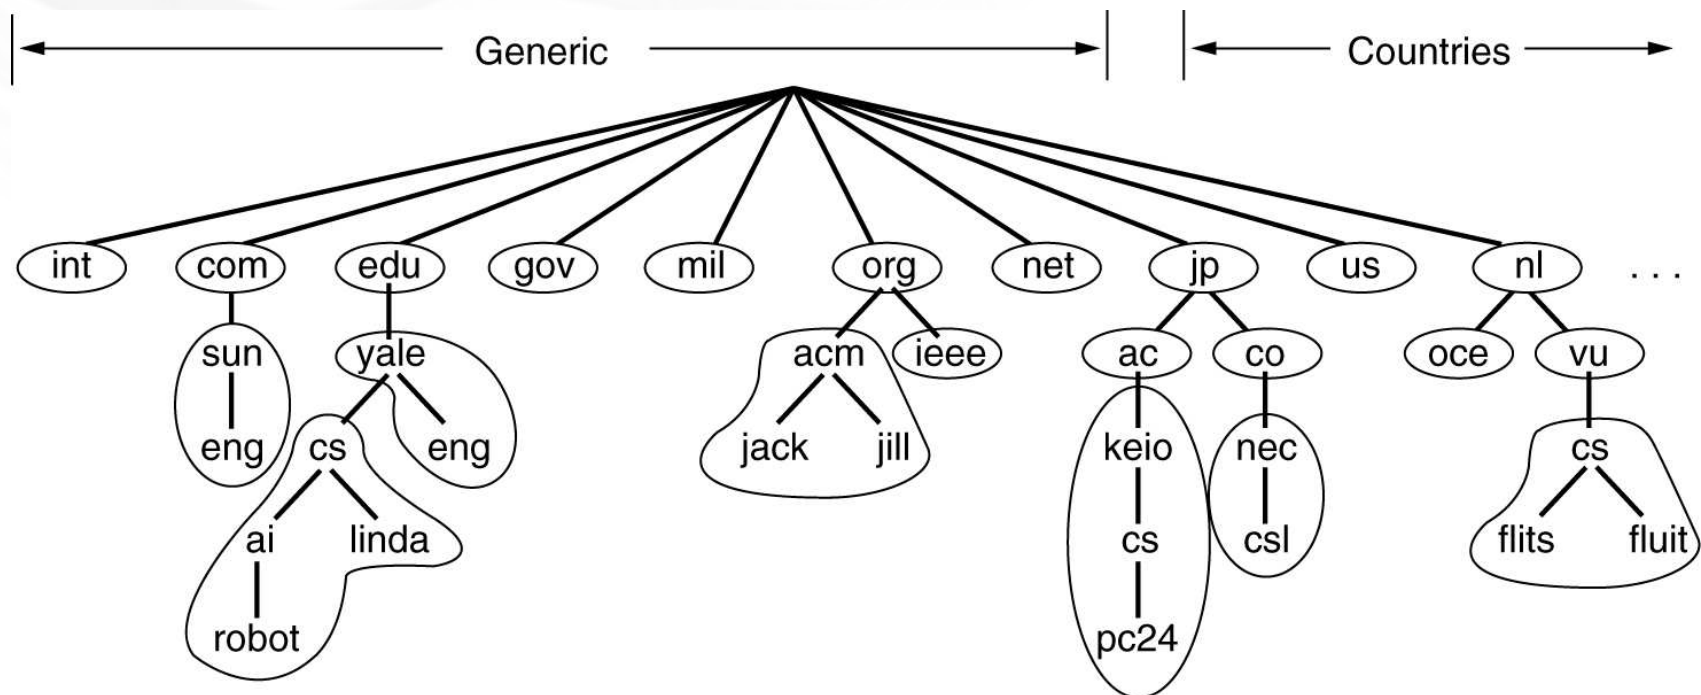 Generic Countries
int com edu gov mil org net jp us nl . . .
sun yale acm ieee ac co oce vu
eng cs eng jack jill keio nec cs
ai linda cs csl flits fluit
robot pc24